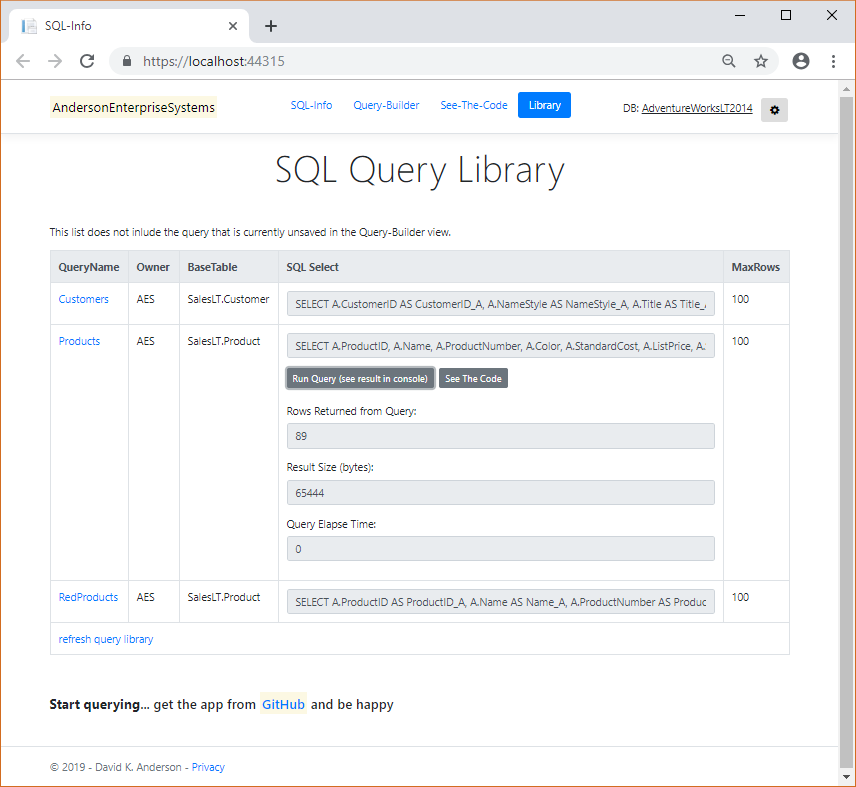 SQL-Info
https://localhost:44315
AndersonEnterpriseSystems SQL-Info Query-Builder See-The-Code Library DB: AdventureWorksLT2014
SQL Query Library
This list does not inlude the query that is currently unsaved in the Query-Builder view.
QueryName Owner BaseTable SQL Select MaxRows
Customers AES SalesLT.Customer SELECT A.CustomerID AS CustomerID_A, A.NameStyle AS NameStyle_A, A.Title AS Title_A 100
Products AES SalesLT.Product SELECT A.ProductID, A.Name, A.ProductNumber, A.Color, A.StandardCost, A.ListPrice, A. 100
Run Query (see result in console) See The Code
Rows Returned from Query:
89
Result Size (bytes):
65444
Query Elapse Time:
0
RedProducts AES SalesLT.Product SELECT A.ProductID AS ProductID_A, A.Name AS Name_A, A.ProductNumber AS Produc 100
refresh query library
Start querying... get the app from GitHub and be happy
© 2019 - David K. Anderson - Privacy